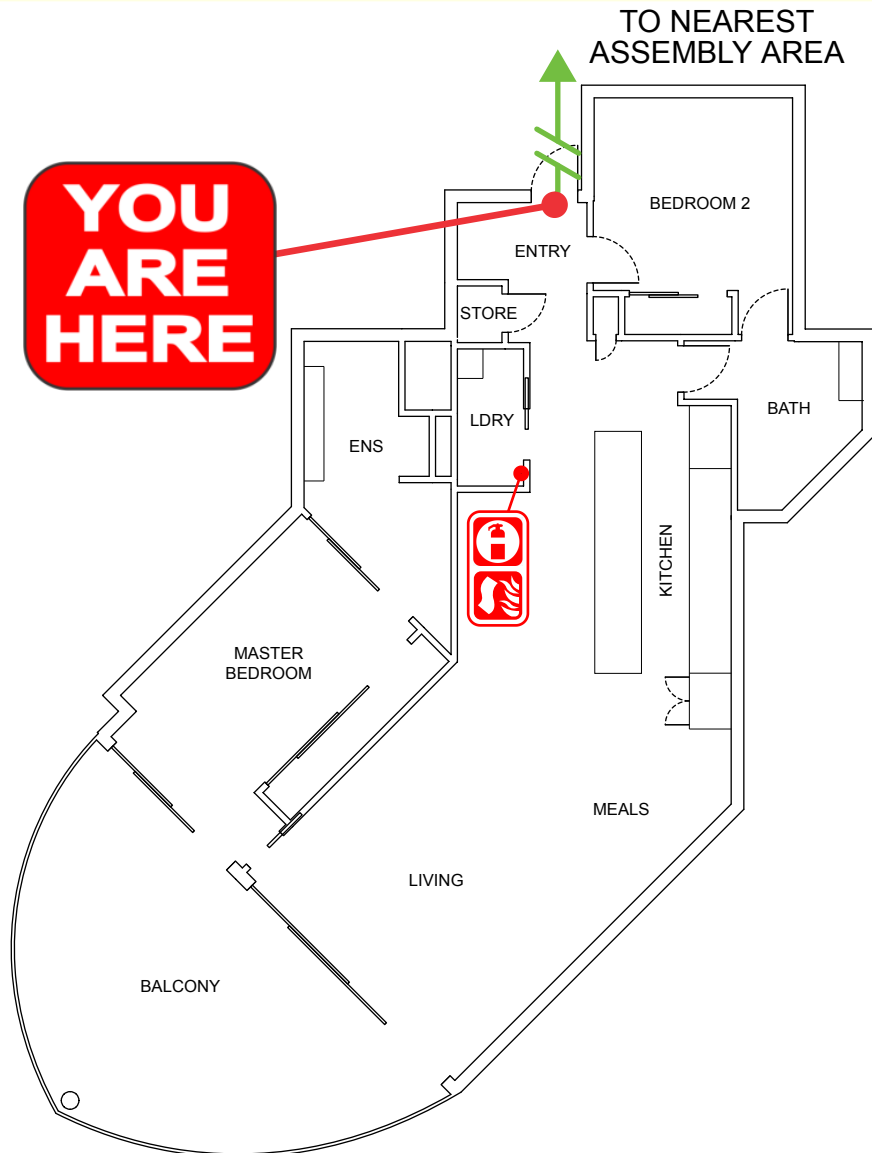 TO NEAREST
ASSEMBLY AREA
YOU
ARE
HERE
BEDROOM 2
ENTRY
STORE
LDRY
BATH
ENS
KITCHEN
MASTER
BEDROOM
MEALS
LIVING
BALCONY